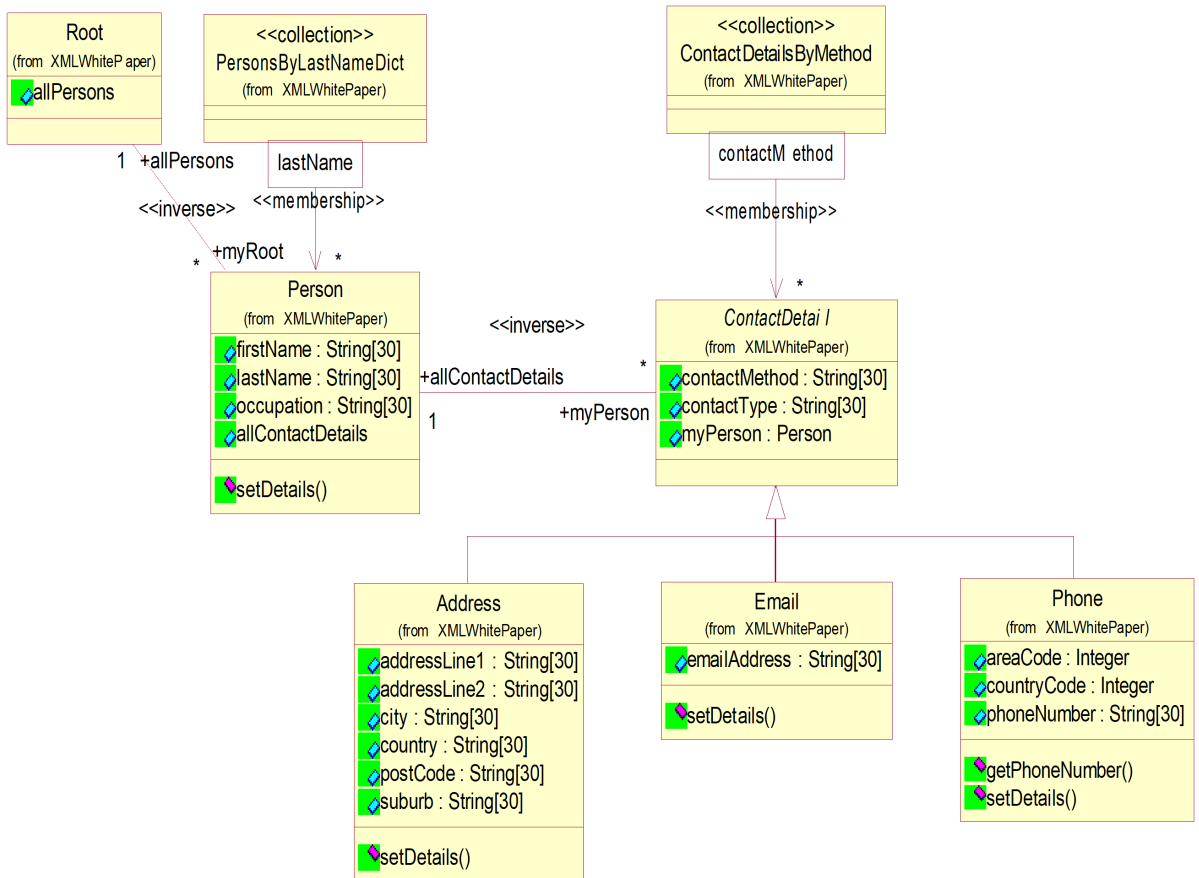 Root
(from XMLWhitePaper)
allPersons
<<collection>>
PersonsByLastNameDict
(from XMLWhitePaper)
lastName
<<collection>>
ContactDetailsByMethod
(from XMLWhitePaper)
contactM ethod
1 +allPersons
<<inverse>>
+myRoot
*
<<membership>>
*
<<membership>>
*
Person
(from XMLWhitePaper)
firstName : String[30]
lastName : String[30]
occupation : String[30]
allContactDetails
setDetails()
<<inverse>>
+allContactDetails
1
*
+myPerson
ContactDetai l
(from XMLWhitePaper)
contactMethod : String[30]
contactType : String[30]
myPerson : Person
Address
(from XMLWhitePaper)
addressLine1 : String[30]
addressLine2 : String[30]
city : String[30]
country : String[30]
postCode : String[30]
suburb : String[30]
setDetails()
Email
(from XMLWhitePaper)
emailAddress : String[30]
setDetails()
Phone
(from XMLWhitePaper)
areaCode : Integer
countryCode : Integer
phoneNumber : String[30]
getPhoneNumber()
setDetails()